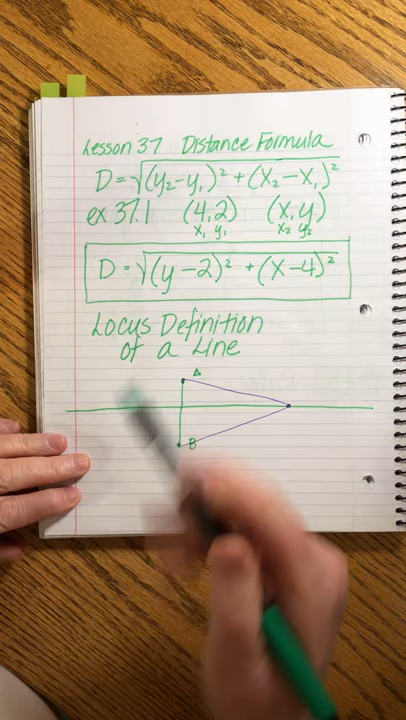 Lesson 37 Distance Formula
D=√(y₂-y₁)²+(x₂-x₁)²
ex 37.1 (4,2) (x,y)
x₁ y₁ x₂ y₂
D=√(y-2)²+(x-4)²
Locus Definition
of a Line
A
B